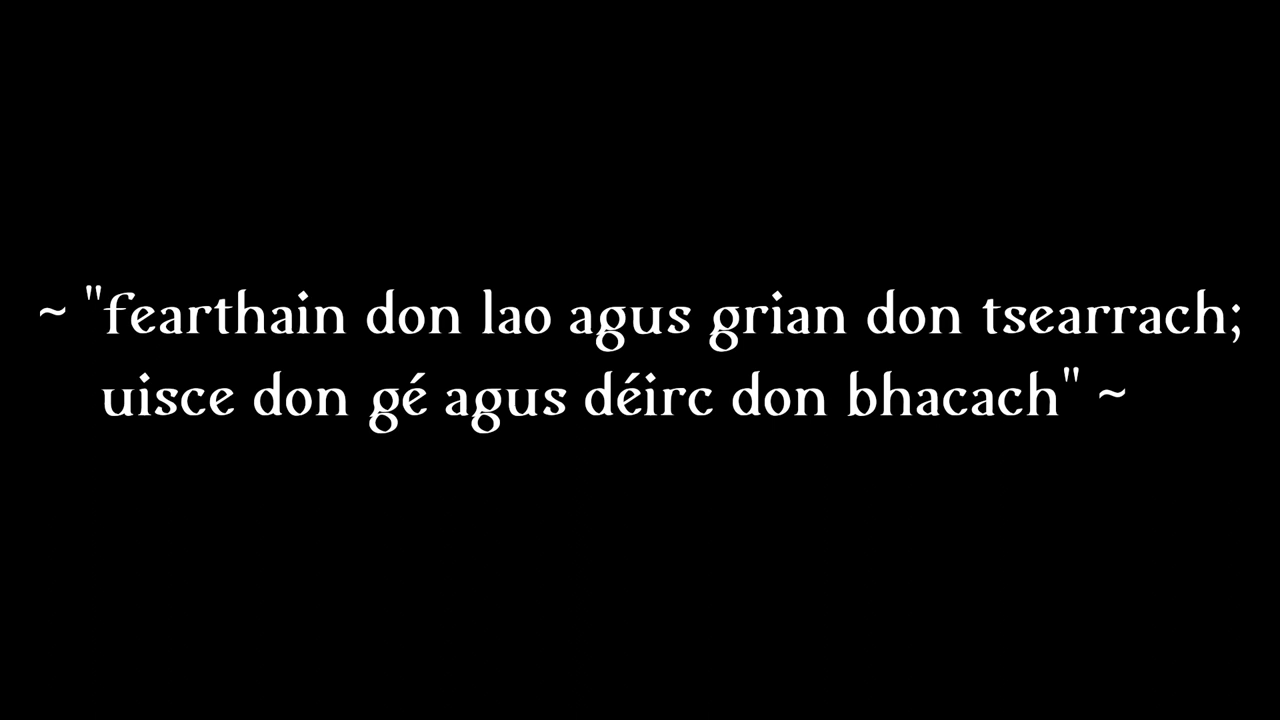 ~ "fearthain don lao agus grian don tsearrach;
uisce don gé agus déirc don bhacach" ~